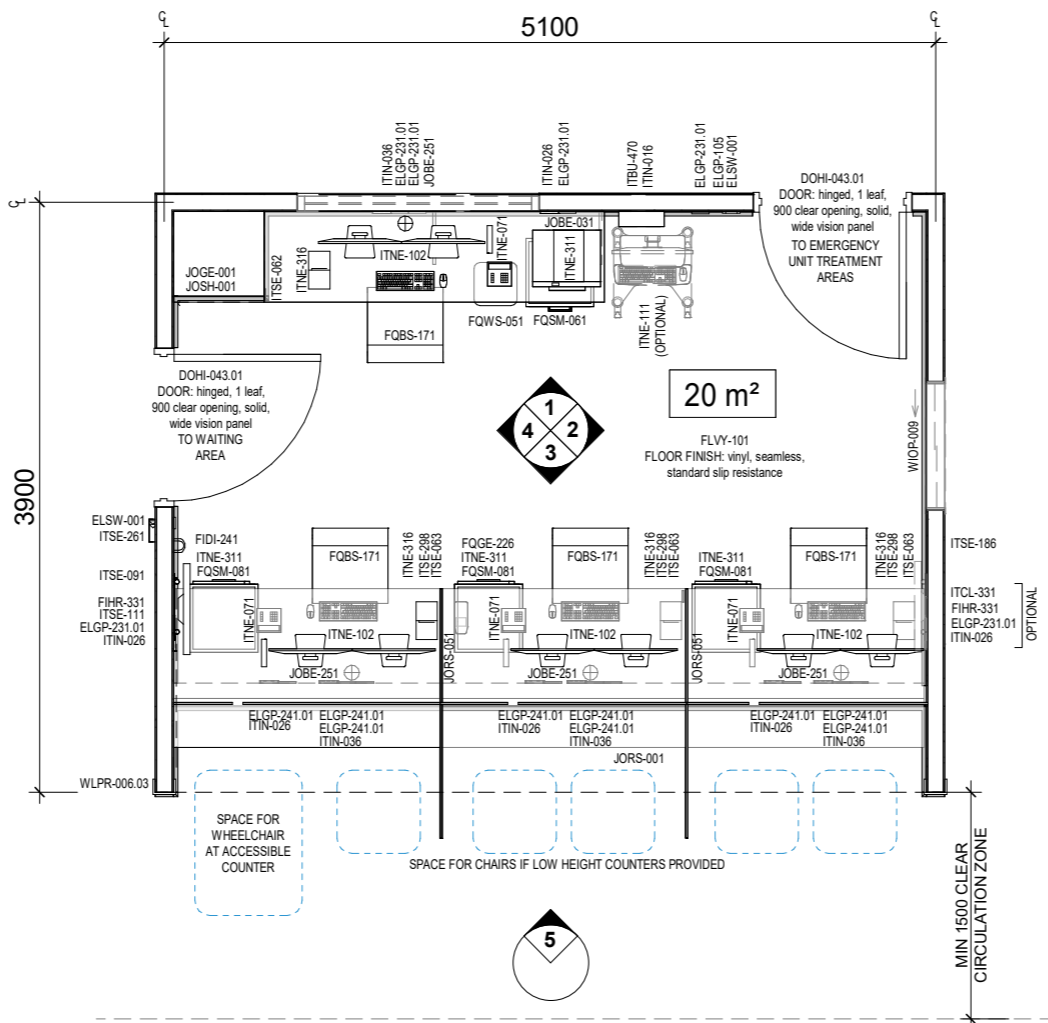 ℄
5100
℄
℄
3900
ITIN-036
ELGP-231.01
ELGP-231.01
JOBE-251
ITIN-026
ELGP-231.01
ITBU-470
ITIN-016
ELGP-231.01
ELGP-105
ELSW-001
DOHI-043.01
DOOR: hinged, 1 leaf,
900 clear opening, solid,
wide vision panel
TO EMERGENCY
UNIT TREATMENT
AREAS
JOGE-001
JOSH-001
ITSE-062
ITNE-316
ITNE-102
ITNE-071
JOBE-031
ITNE-311
FQBS-171
FQWS-051
FQSM-061
ITNE-111
(OPTIONAL)
DOHI-043.01
DOOR: hinged, 1 leaf,
900 clear opening, solid,
wide vision panel
TO WAITING
AREA
1
4
2
3
20 m²
FLVY-101
FLOOR FINISH: vinyl, seamless,
standard slip resistance
WIOP-009
ELSW-001
ITSE-261
ITSE-091
FIHR-331
ITSE-111
ELGP-231.01
ITIN-026
FIDI-241
ITNE-311
FQSM-081
FQBS-171
ITNE-316
ITSE-298
ITSE-063
FQGE-226
ITNE-311
FQSM-081
FQBS-171
ITNE-316
ITSE-298
ITSE-063
ITNE-311
FQSM-081
FQBS-171
ITNE-316
ITSE-298
ITSE-063
ITSE-186
ITCL-331
FIHR-331
ELGP-231.01
ITIN-026
OPTIONAL
ITNE-071
ITNE-102
JOBE-251
JORS-051
ITNE-071
ITNE-102
JOBE-251
JORS-051
ITNE-071
ITNE-102
JOBE-251
ELGP-241.01
ITIN-026
ELGP-241.01
ELGP-241.01
ITIN-036
ELGP-241.01
ITIN-026
ELGP-241.01
ELGP-241.01
ITIN-036
ELGP-241.01
ITIN-026
ELGP-241.01
ELGP-241.01
ITIN-036
JORS-001
WLPR-006.03
SPACE FOR
WHEELCHAIR
AT ACCESSIBLE
COUNTER
SPACE FOR CHAIRS IF LOW HEIGHT COUNTERS PROVIDED
5
MIN 1500 CLEAR
CIRCULATION ZONE